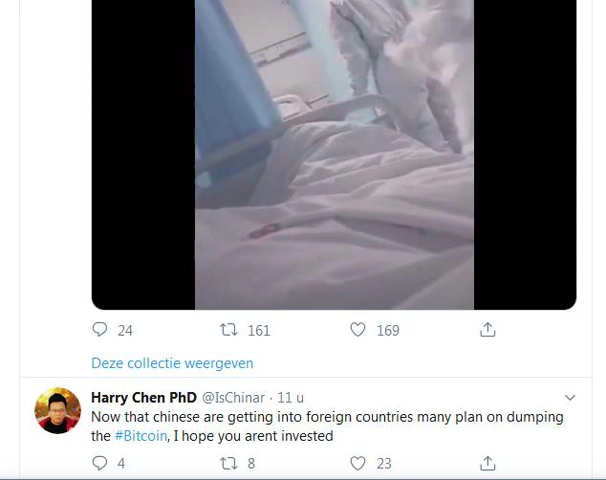 24 161 169
Deze collectie weergeven
Harry Chen PhD @IsChinar · 11 u
Now that chinese are getting into foreign countries many plan on dumping
the #Bitcoin, I hope you arent invested
4 8 23